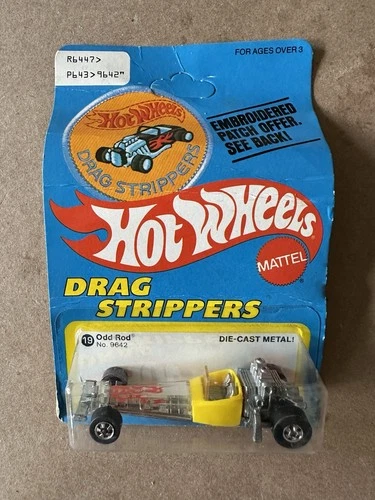 R6447>
P643>9642"
FOR AGES OVER 3
HOT WHEELS
DRAG STRIPPERS
EMBROIDERED
PATCH OFFER.
SEE BACK!
HOT WHEELS
MATTEL
®
DRAG
STRIPPERS
19 Odd Rod®
No. 9642
DIE-CAST METAL!